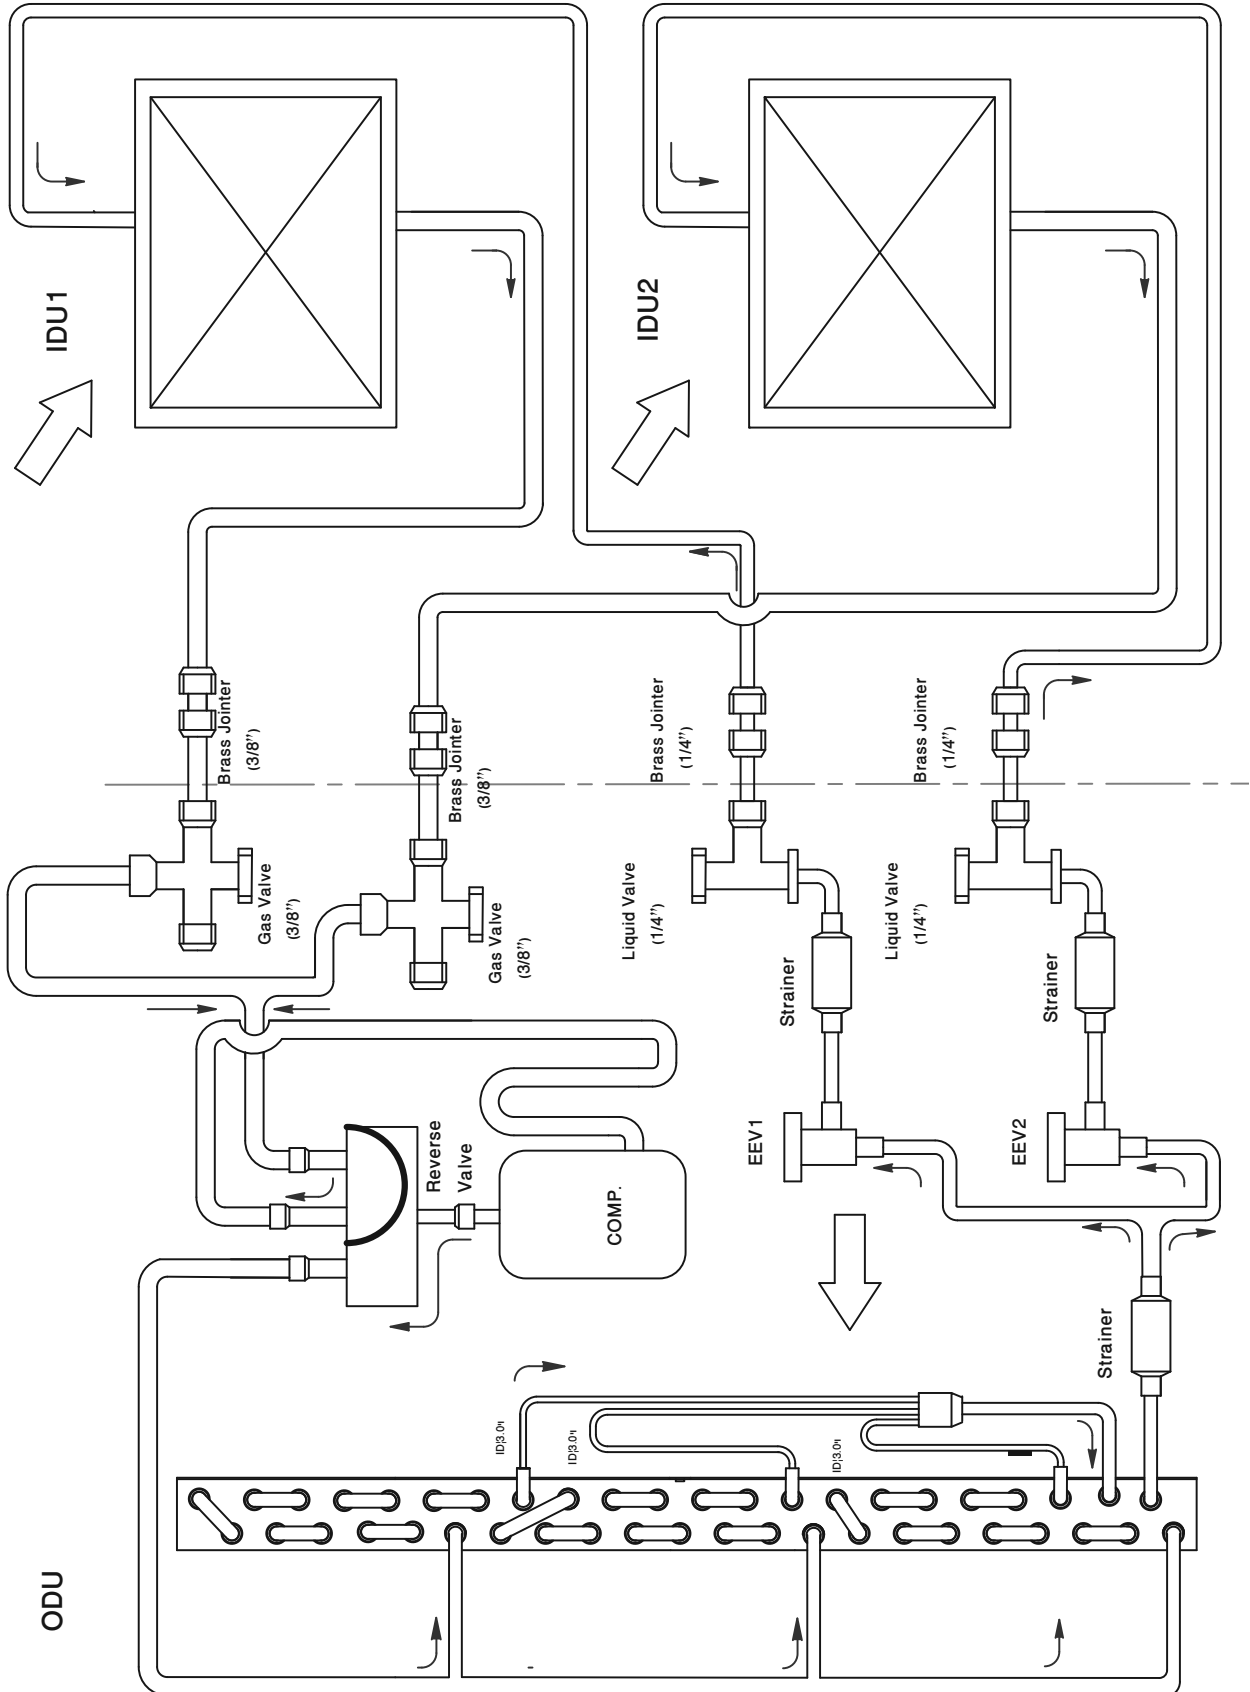 IDU1
IDU2
Brass Jointer
(3/8")
Brass Jointer
(3/8")
Brass Jointer
(1/4")
Brass Jointer
(1/4")
Gas Valve
(3/8")
Gas Valve
(3/8")
Liquid Valve
(1/4")
Liquid Valve
(1/4")
Strainer
Strainer
Reverse
Valve
COMP.
EEV1
EEV2
Strainer
ODU